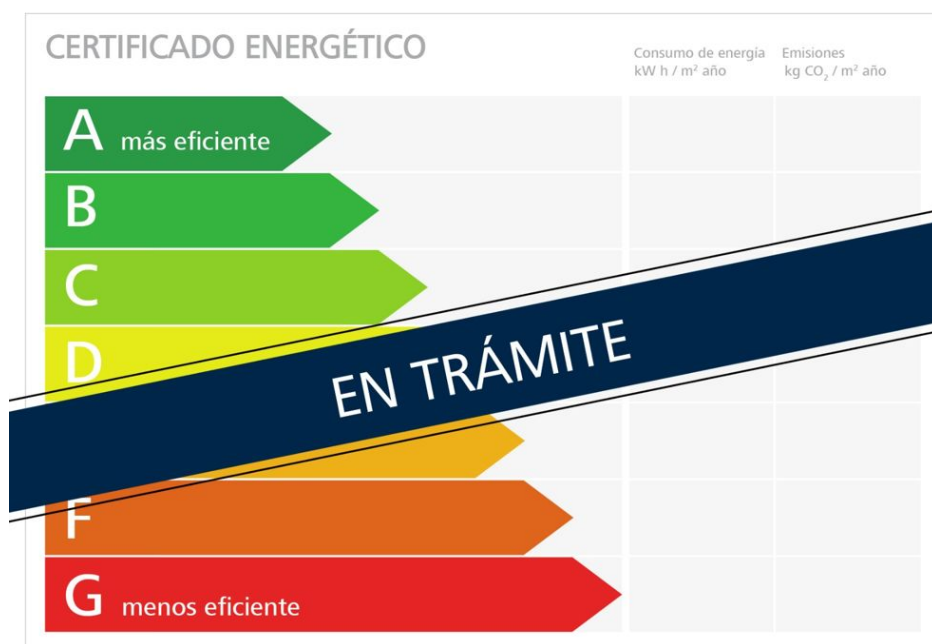 CERTIFICADO ENERGÉTICO
Consumo de energía
kW h / m² año
Emisiones
kg CO₂ / m² año
A más eficiente
B
C
D
EN TRÁMITE
F
G menos eficiente